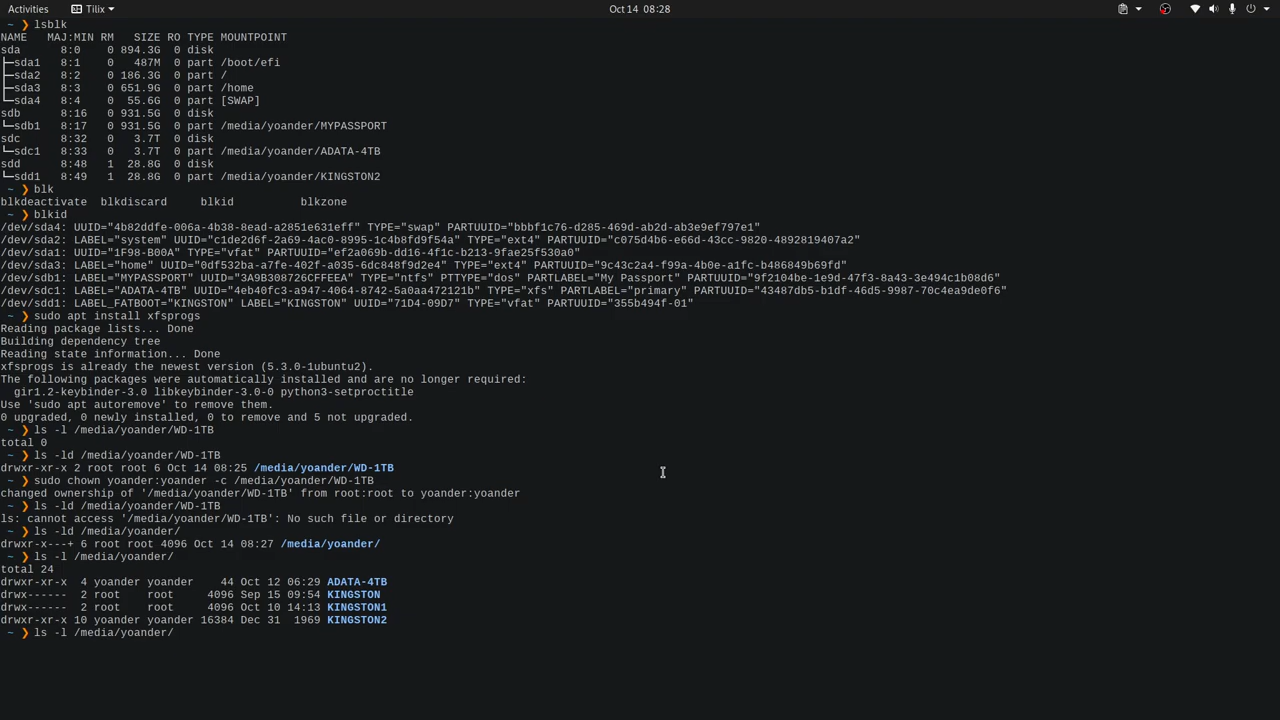 Activities Tilix Oct 14 08:28
~ ❯ lsblk
NAME   MAJ:MIN RM   SIZE RO TYPE MOUNTPOINT
sda      8:0    0 894.3G  0 disk
├─sda1   8:1    0   487M  0 part /boot/efi
├─sda2   8:2    0 186.3G  0 part /
├─sda3   8:3    0 651.9G  0 part /home
└─sda4   8:4    0  55.6G  0 part [SWAP]
sdb      8:16   0 931.5G  0 disk
└─sdb1   8:17   0 931.5G  0 part /media/yoander/MYPASSPORT
sdc      8:32   0   3.7T  0 disk
└─sdc1   8:33   0   3.7T  0 part /media/yoander/ADATA-4TB
sdd      8:48   1  28.8G  0 disk
└─sdd1   8:49   1  28.8G  0 part /media/yoander/KINGSTON2
~ ❯ blk
blkdeactivate  blkdiscard     blkid          blkzone
~ ❯ blkid
/dev/sda4: UUID="4b82ddfe-006a-4b38-8ead-a2851e631eff" TYPE="swap" PARTUUID="bbbf1c76-d285-469d-ab2d-ab3e9ef797e1"
/dev/sda2: LABEL="system" UUID="c1de2d6f-2a69-4ac0-8995-1c4b8fd9f54a" TYPE="ext4" PARTUUID="c075d4b6-e66d-43cc-9820-4892819407a2"
/dev/sda1: UUID="1F98-B00A" TYPE="vfat" PARTUUID="ef2a069b-dd16-4f1c-b213-9fae25f530a0"
/dev/sda3: LABEL="home" UUID="0df532ba-a7fe-402f-a035-6dc848f9d2e4" TYPE="ext4" PARTUUID="9c43c2a4-f99a-4b0e-a1fc-b486849b69fd"
/dev/sdb1: LABEL="MYPASSPORT" UUID="3A9B308726CFFEEA" TYPE="ntfs" PTTYPE="dos" PARTLABEL="My Passport" PARTUUID="9f2104be-1e9d-47f3-8a43-3e494c1b08d6"
/dev/sdc1: LABEL="ADATA-4TB" UUID="4eb40fc3-a947-4064-8742-5a0aa472121b" TYPE="xfs" PARTLABEL="primary" PARTUUID="43487db5-b1df-46d5-9987-70c4ea9de0f6"
/dev/sdd1: LABEL_FATBOOT="KINGSTON" LABEL="KINGSTON" UUID="71D4-09D7" TYPE="vfat" PARTUUID="355b494f-01"
~ ❯ sudo apt install xfsprogs
Reading package lists... Done
Building dependency tree
Reading state information... Done
xfsprogs is already the newest version (5.3.0-1ubuntu2).
The following packages were automatically installed and are no longer required:
  gir1.2-keybinder-3.0 libkeybinder-3.0-0 python3-setproctitle
Use 'sudo apt autoremove' to remove them.
0 upgraded, 0 newly installed, 0 to remove and 5 not upgraded.
~ ❯ ls -l /media/yoander/WD-1TB
total 0
~ ❯ ls -ld /media/yoander/WD-1TB
drwxr-xr-x 2 root root 6 Oct 14 08:25 /media/yoander/WD-1TB
~ ❯ sudo chown yoander:yoander -c /media/yoander/WD-1TB
changed ownership of '/media/yoander/WD-1TB' from root:root to yoander:yoander
~ ❯ ls -ld /media/yoander/WD-1TB
ls: cannot access '/media/yoander/WD-1TB': No such file or directory
~ ❯ ls -ld /media/yoander/
drwxr-x---+ 6 root root 4096 Oct 14 08:27 /media/yoander/
~ ❯ ls -l /media/yoander/
total 24
drwxr-xr-x  4 yoander yoander    44 Oct 12 06:29 ADATA-4TB
drwx------  2 root    root     4096 Sep 15 09:54 KINGSTON
drwx------  2 root    root     4096 Oct 10 14:13 KINGSTON1
drwxr-xr-x 10 yoander yoander 16384 Dec 31  1969 KINGSTON2
~ ❯ ls -l /media/yoander/